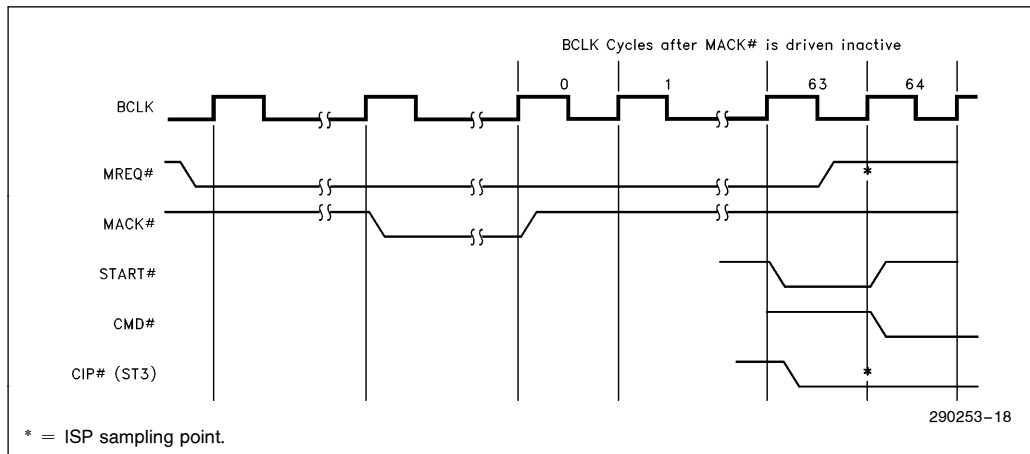 BCLK Cycles after MACK# is driven inactive
0 1 63 64
BCLK
MREQ#
*
MACK#
START#
CMD#
CIP# (ST3)
*
290253–18
* = ISP sampling point.